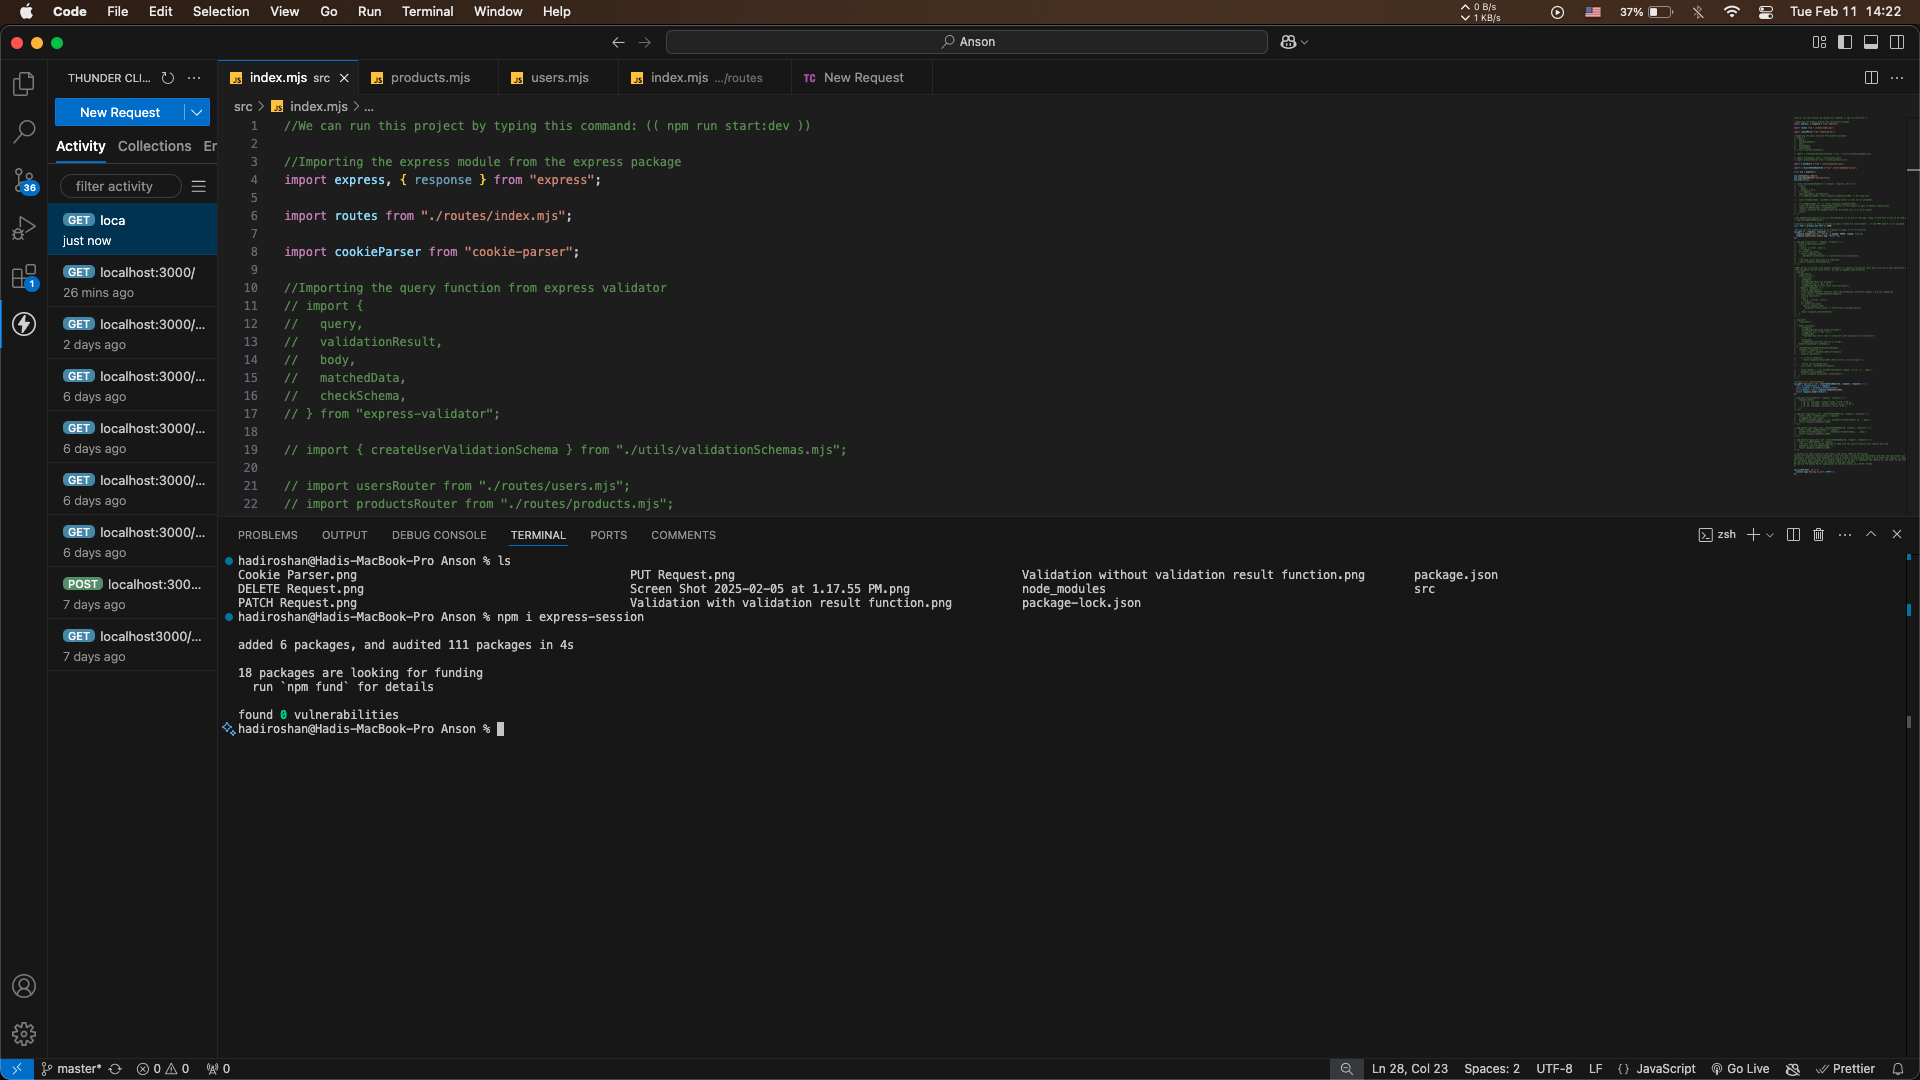 Code File Edit Selection View Go Run Terminal Window Help
0 B/s
1 KB/s
37%
Tue Feb 11 14:22
Anson
THUNDER CLI...
index.mjs src
products.mjs
users.mjs
index.mjs .../routes
TC New Request
New Request
src > index.mjs > ...
Activity Collections En
filter activity
36
1
GET loca
just now
GET localhost:3000/
26 mins ago
GET localhost:3000/...
2 days ago
GET localhost:3000/...
6 days ago
GET localhost:3000/...
6 days ago
GET localhost:3000/...
6 days ago
GET localhost:3000/...
6 days ago
POST localhost:300...
7 days ago
GET localhost3000/...
7 days ago
1 //We can run this project by typing this command: (( npm run start:dev ))
2
3 //Importing the express module from the express package
4 import express, { response } from "express";
5
6 import routes from "./routes/index.mjs";
7
8 import cookieParser from "cookie-parser";
9
10 //Importing the query function from express validator
11 // import {
12 //   query,
13 //   validationResult,
14 //   body,
15 //   matchedData,
16 //   checkSchema,
17 // } from "express-validator";
18
19 // import { createUserValidationSchema } from "./utils/validationSchemas.mjs";
20
21 // import usersRouter from "./routes/users.mjs";
22 // import productsRouter from "./routes/products.mjs";
PROBLEMS OUTPUT DEBUG CONSOLE TERMINAL PORTS COMMENTS
zsh
hadiroshan@Hadis-MacBook-Pro Anson % ls
Cookie Parser.png PUT Request.png Validation without validation result function.png package.json
DELETE Request.png Screen Shot 2025-02-05 at 1.17.55 PM.png node_modules src
PATCH Request.png Validation with validation result function.png package-lock.json
hadiroshan@Hadis-MacBook-Pro Anson % npm i express-session
added 6 packages, and audited 111 packages in 4s
18 packages are looking for funding
run `npm fund` for details
found 0 vulnerabilities
hadiroshan@Hadis-MacBook-Pro Anson %
master* 0 0 0
Ln 28, Col 23 Spaces: 2 UTF-8 LF {} JavaScript Go Live Prettier